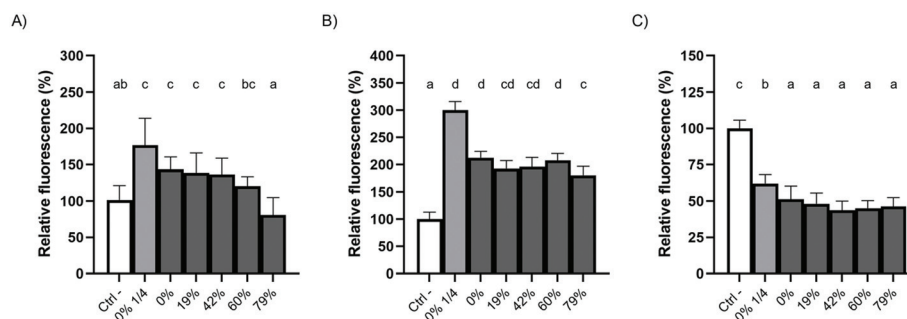 A)
Relative fluorescence (%)
300
250
200
150
100
50
0
ab c c c c bc a
Ctrl - 0% 1/4 0% 19% 42% 60% 79%
B)
Relative fluorescence (%)
400
350
300
250
200
150
100
50
0
a d d cd cd d c
Ctrl - 0% 1/4 0% 19% 42% 60% 79%
C)
Relative fluorescence (%)
150
125
100
75
50
25
0
c b a a a a a
Ctrl - 0% 1/4 0% 19% 42% 60% 79%